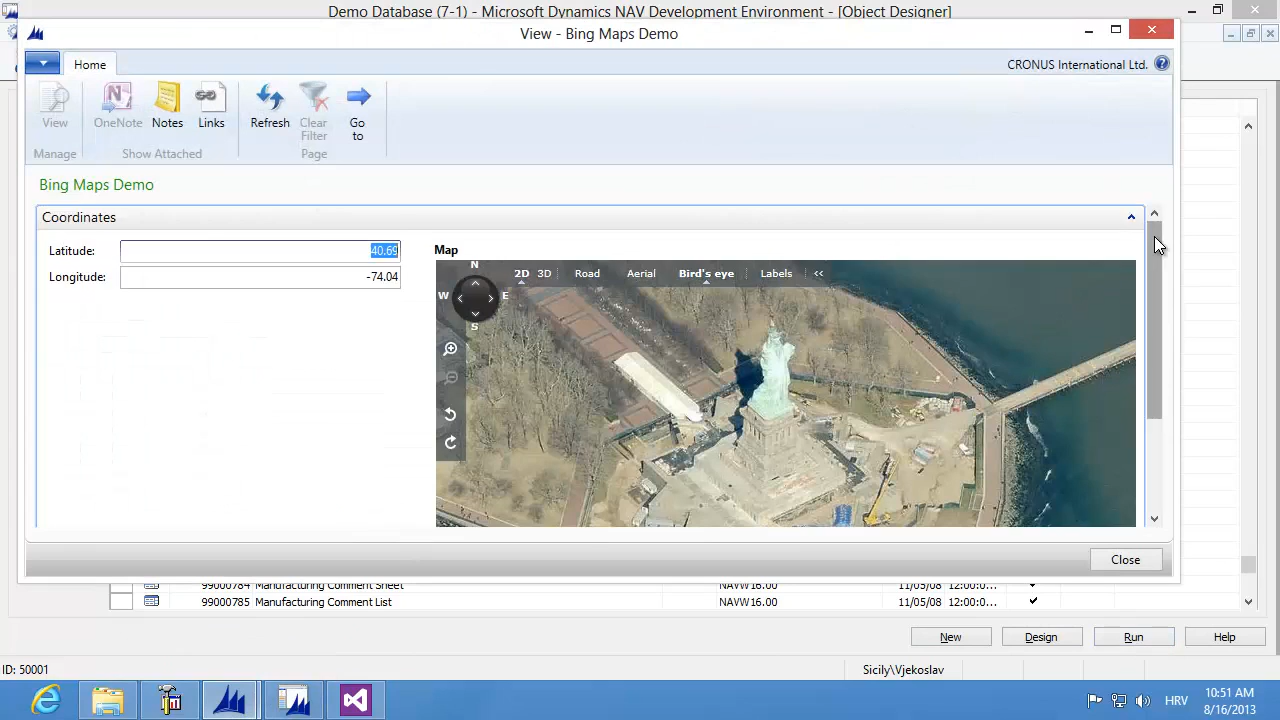 Demo Database (7-1) - Microsoft Dynamics NAV Development Environment - [Object Designer]
View - Bing Maps Demo
Home
CRONUS International Ltd.
View
OneNote
Notes
Links
Refresh
Clear Filter
Go to
Manage
Show Attached
Page
Bing Maps Demo
Coordinates
Latitude: 40.69
Longitude: -74.04
Map
N
W
E
S
2D 3D Road Aerial Bird's eye Labels <<
Close
99000784 Manufacturing Comment Sheet NAVW16.00 11/05/08 12:00:0...
99000785 Manufacturing Comment List NAVW16.00 11/05/08 12:00:0...
New Design Run Help
ID: 50001
Sicily\Vjekoslav
HRV
10:51 AM
8/16/2013